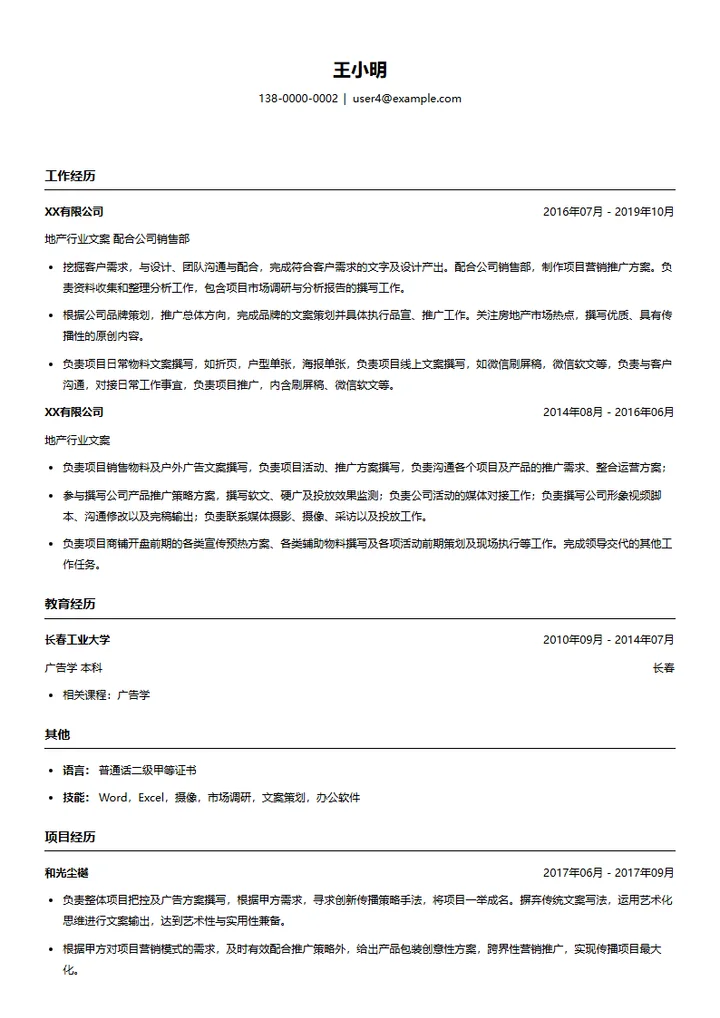 王小明
138-0000-0002 | user4@example.com
工作经历
XX有限公司 2016年07月 - 2019年10月
地产行业文案 配合公司销售部
• 挖掘客户需求，与设计、团队沟通与配合，完成符合客户需求的文字及设计产出。配合公司销售部，制作项目营销推广方案。负
责资料收集和整理分析工作，包含项目市场调研与分析报告的撰写工作。
• 根据公司品牌策划，推广总体方向，完成品牌的文案策划并具体执行品宣、推广工作。关注房地产市场热点，撰写优质、具有传
播性的原创内容。
• 负责项目日常物料文案撰写，如折页，户型单张，海报单张，负责项目线上文案撰写，如微信刷屏稿，微信软文等，负责与客户
沟通，对接日常工作事宜，负责项目推广，内含刷屏稿、微信软文等。
XX有限公司 2014年08月 - 2016年06月
地产行业文案
• 负责项目销售物料及户外广告文案撰写，负责项目活动、推广方案撰写，负责沟通各个项目及产品的推广需求、整合运营方案；
• 参与撰写公司产品推广策略方案，撰写软文、硬广及投放效果监测；负责公司活动的媒体对接工作；负责撰写公司形象视频脚
本、沟通修改以及完稿输出；负责联系媒体摄影、摄像、采访以及投放工作。
• 负责项目商铺开盘前期的各类宣传预热方案、各类辅助物料撰写及各项活动前期策划及现场执行等工作。完成领导交代的其他工
作任务。
教育经历
长春工业大学 2010年09月 - 2014年07月
广告学 本科 长春
• 相关课程：广告学
其他
• 语言： 普通话二级甲等证书
• 技能： Word，Excel，摄像，市场调研，文案策划，办公软件
项目经历
和光尘樾 2017年06月 - 2017年09月
• 负责整体项目把控及广告方案撰写，根据甲方需求，寻求创新传播策略手法，将项目一举成名。摒弃传统文案写法，运用艺术化
思维进行文案输出，达到艺术性与实用性兼备。
• 根据甲方对项目营销模式的需求，及时有效配合推广策略外，给出产品包装创意性方案，跨界性营销推广，实现传播项目最大
化。